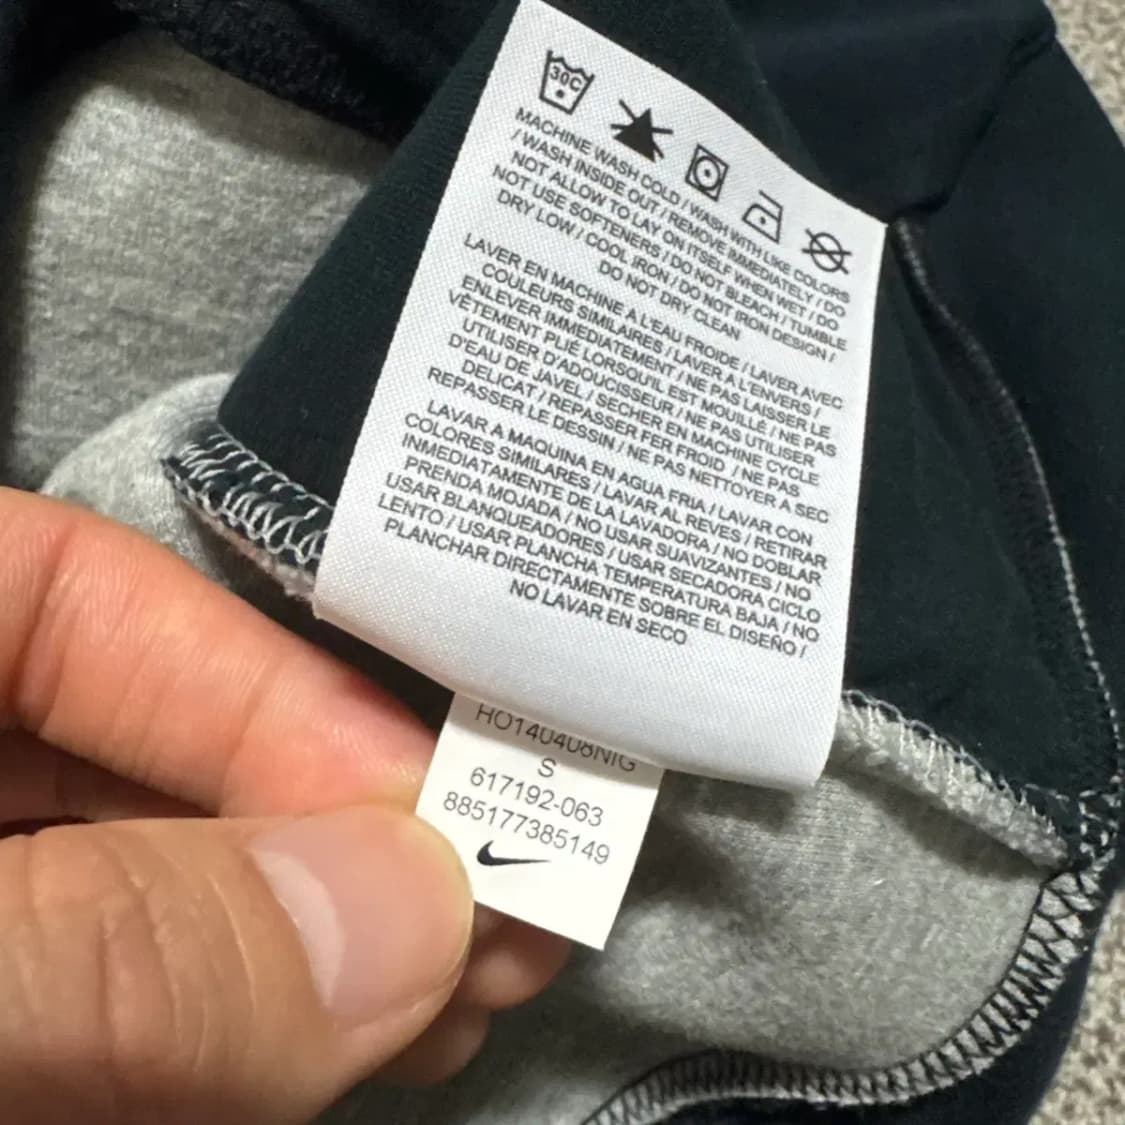 30C
MACHINE WASH COLD / WASH WITH LIKE COLORS
/ WASH INSIDE OUT / REMOVE IMMEDIATELY / DO
NOT ALLOW TO LAY ON ITSELF WHEN WET / DO
NOT USE SOFTENERS / DO NOT BLEACH / TUMBLE
DRY LOW / COOL IRON / DO NOT IRON DESIGN /
DO NOT DRY CLEAN
LAVER EN MACHINE A L'EAU FROIDE / LAVER AVEC
COULEURS SIMILAIRES / LAVER À L'ENVERS /
ENLEVER IMMEDIATEMENT / NE PAS LAISSER LE
VÊTEMENT PLIÉ LORSQU'IL EST MOUILLÉ / NE PAS
UTILISER D'ADOUCISSEUR / NE PAS UTILISER
D'EAU DE JAVEL / SÉCHER EN MACHINE CYCLE
DELICAT / REPASSER FER FROID / NE PAS
REPASSER LE DESSIN / NE PAS NETTOYER A SEC
LAVAR A MAQUINA EN AGUA FRIA / LAVAR CON
COLORES SIMILARES / LAVAR AL REVES / RETIRAR
INMEDIATAMENTE DE LA LAVADORA / NO DOBLAR
PRENDA MOJADA / NO USAR SUAVIZANTES / NO
USAR BLANQUEADORES / USAR SECADORA CICLO
LENTO / USAR PLANCHA TEMPERATURA BAJA / NO
PLANCHAR DIRECTAMENTE SOBRE EL DISEÑO /
NO LAVAR EN SECO
HO140408NIG
S
617192-063
885177385149